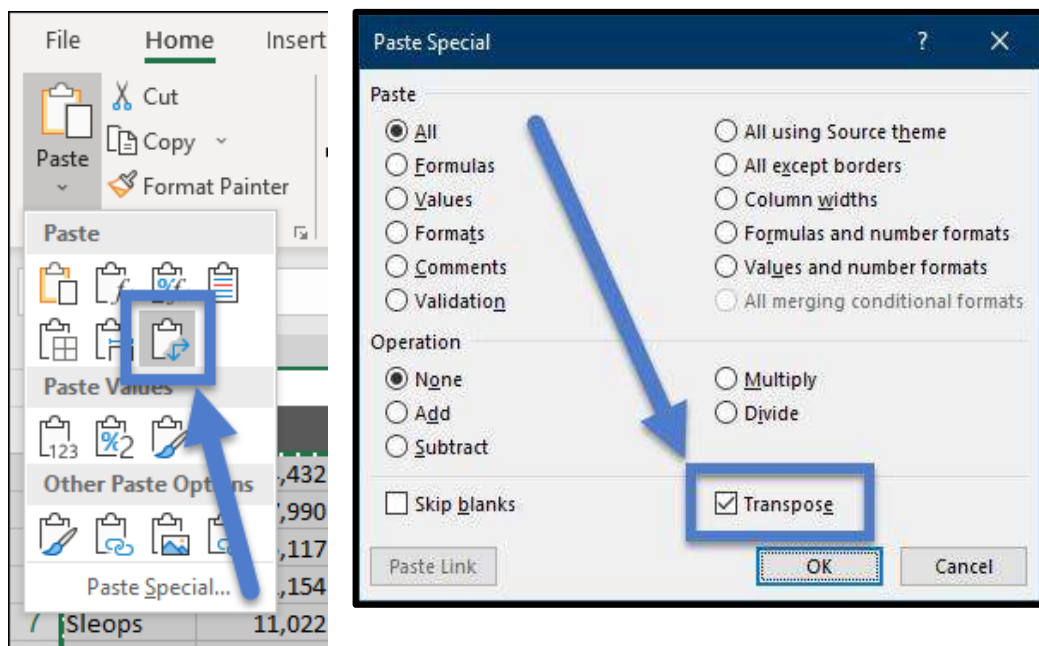 File Home Insert
Cut
Copy
Paste
Format Painter
Paste
Paste Values
123
%2
Other Paste Options
,432
,990
,117
,154
Paste Special...
7 Sleops 11,022
Paste Special ? X
Paste
All
All using Source theme
Formulas
All except borders
Values
Column widths
Formats
Formulas and number formats
Comments
Values and number formats
Validation
All merging conditional formats
Operation
None
Multiply
Add
Divide
Subtract
Skip blanks
Transpose
Paste Link
OK
Cancel